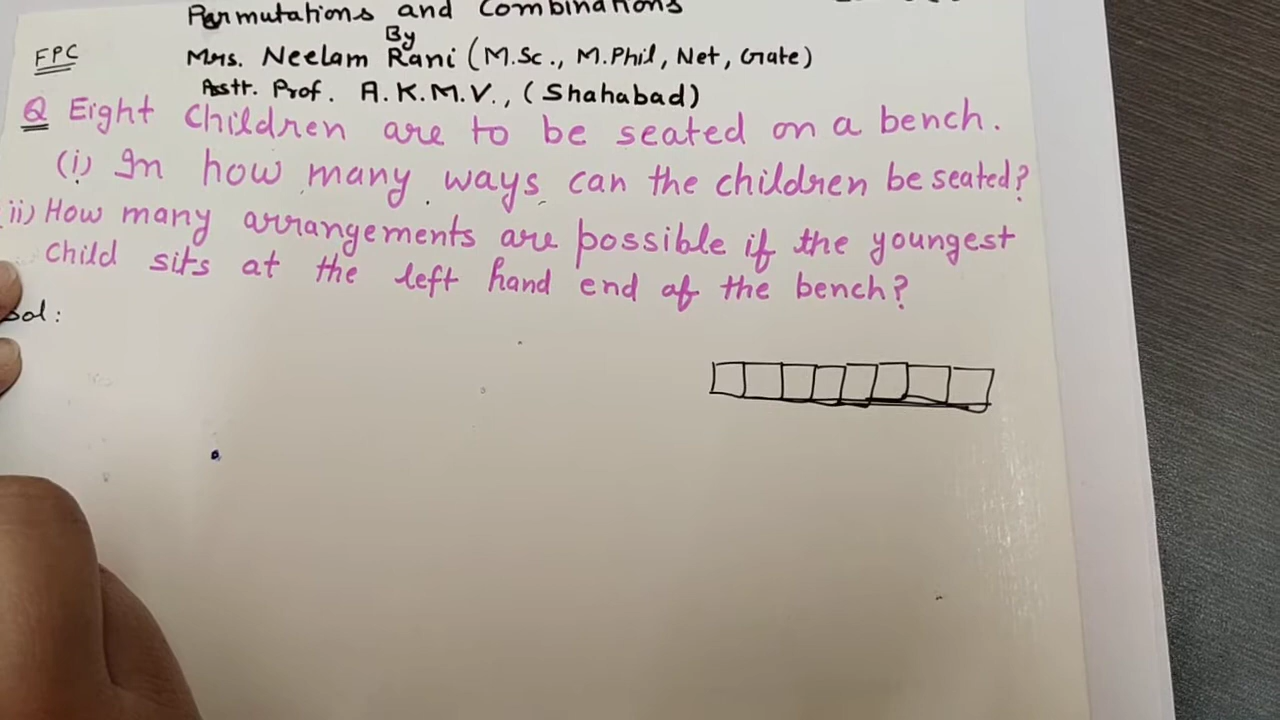 Permutations and Combinations
By
FPC
Mrs. Neelam Rani (M.Sc., M.Phil, Net, Gate)
Asstt. Prof. A.K.M.V., (Shahabad)
Q Eight Children are to be seated on a bench.
(i) In how many ways can the children be seated?
ii) How many arrangements are possible if the youngest
child sits at the left hand end of the bench?
Sol: